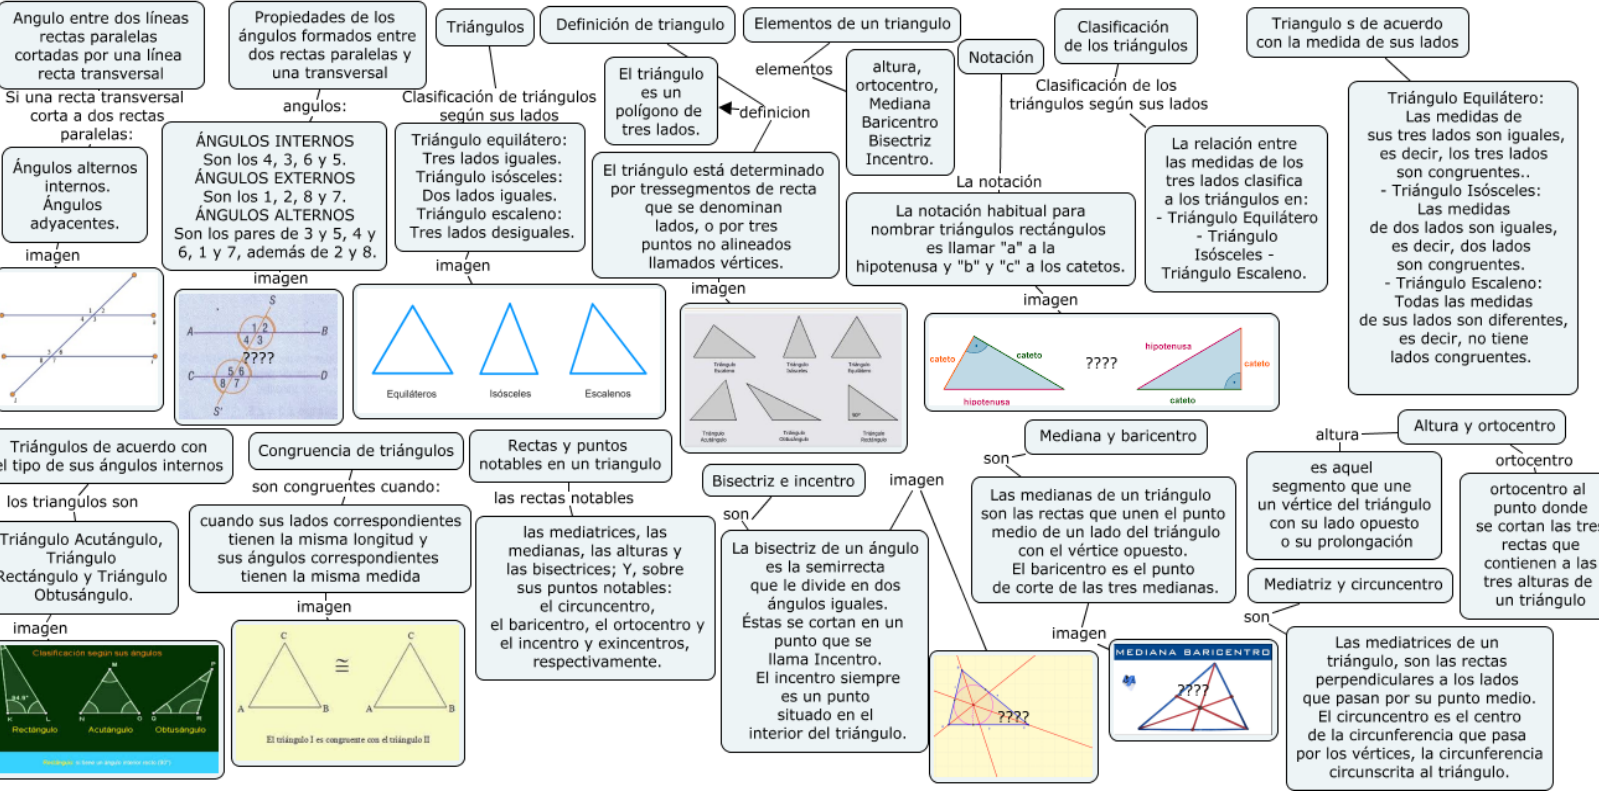 Angulo entre dos líneas
rectas paralelas
cortadas por una línea
recta transversal
Si una recta transversal
corta a dos rectas
paralelas:
Ángulos alternos
internos.
Ángulos
adyacentes.
imagen
Propiedades de los
ángulos formados entre
dos rectas paralelas y
una transversal
angulos:
ÁNGULOS INTERNOS
Son los 4, 3, 6 y 5.
ÁNGULOS EXTERNOS
Son los 1, 2, 8 y 7.
ÁNGULOS ALTERNOS
Son los pares de 3 y 5, 4 y
6, 1 y 7, además de 2 y 8.
imagen
S
A
1 2
B
4 3
????
C
5 6
D
8 7
S'
Triángulos
Clasificación de triángulos
según sus lados
Triángulo equilátero:
Tres lados iguales.
Triángulo isósceles:
Dos lados iguales.
Triángulo escaleno:
Tres lados desiguales.
imagen
Equiláteros
Isósceles
Escalenos
Definición de triangulo
El triángulo
es un
polígono de
tres lados.
definicion
El triángulo está determinado
por tressegmentos de recta
que se denominan
lados, o por tres
puntos no alineados
llamados vértices.
imagen
Triángulo
Escaleno
Triángulo
Isósceles
Triángulo
Equilátero
Triángulo
Acutángulo
Triángulo
Obtusángulo
90°
Triángulo
Rectángulo
Elementos de un triangulo
elementos
altura,
ortocentro,
Mediana
Baricentro
Bisectriz
Incentro.
Notación
La notación
La notación habitual para
nombrar triángulos rectángulos
es llamar "a" a la
hipotenusa y "b" y "c" a los catetos.
imagen
cateto
cateto
hipotenusa
????
hipotenusa
cateto
cateto
Clasificación
de los triángulos
Clasificación de los
triángulos según sus lados
La relación entre
las medidas de los
tres lados clasifica
a los triángulos en:
- Triángulo Equilátero
- Triángulo
Isósceles -
Triángulo Escaleno.
Triangulo s de acuerdo
con la medida de sus lados
Triángulo Equilátero:
Las medidas de
sus tres lados son iguales,
es decir, los tres lados
son congruentes..
- Triángulo Isósceles:
Las medidas
de dos lados son iguales,
es decir, dos lados
son congruentes.
- Triángulo Escaleno:
Todas las medidas
de sus lados son diferentes,
es decir, no tiene
lados congruentes.
Triángulos de acuerdo con
el tipo de sus ángulos internos
los triangulos son
Triángulo Acutángulo,
Triángulo
Rectángulo y Triángulo
Obtusángulo.
imagen
Clasificación según sus ángulos
K
L
M
N
O
P
Q
R
Rectángulo
Acutángulo
Obtusángulo
Congruencia de triángulos
son congruentes cuando:
cuando sus lados correspondientes
tienen la misma longitud y
sus ángulos correspondientes
tienen la misma medida
imagen
C
C
≅
A
B
A
B
El triángulo I es congruente con el triángulo II
Rectas y puntos
notables en un triangulo
las rectas notables
las mediatrices, las
medianas, las alturas y
las bisectrices; Y, sobre
sus puntos notables:
el circuncentro,
el baricentro, el ortocentro y
el incentro y exincentros,
respectivamente.
Bisectriz e incentro
son
La bisectriz de un ángulo
es la semirrecta
que le divide en dos
ángulos iguales.
Éstas se cortan en un
punto que se
llama Incentro.
El incentro siempre
es un punto
situado en el
interior del triángulo.
imagen
????
Mediana y baricentro
son
Las medianas de un triángulo
son las rectas que unen el punto
medio de un lado del triángulo
con el vértice opuesto.
El baricentro es el punto
de corte de las tres medianas.
imagen
MEDIANA BARICENTRO
????
Altura y ortocentro
altura
es aquel
segmento que une
un vértice del triángulo
con su lado opuesto
o su prolongación
ortocentro
ortocentro al
punto donde
se cortan las tres
rectas que
contienen a las
tres alturas de
un triángulo
Mediatriz y circuncentro
son
Las mediatrices de un
triángulo, son las rectas
perpendiculares a los lados
que pasan por su punto medio.
El circuncentro es el centro
de la circunferencia que pasa
por los vértices, la circunferencia
circunscrita al triángulo.